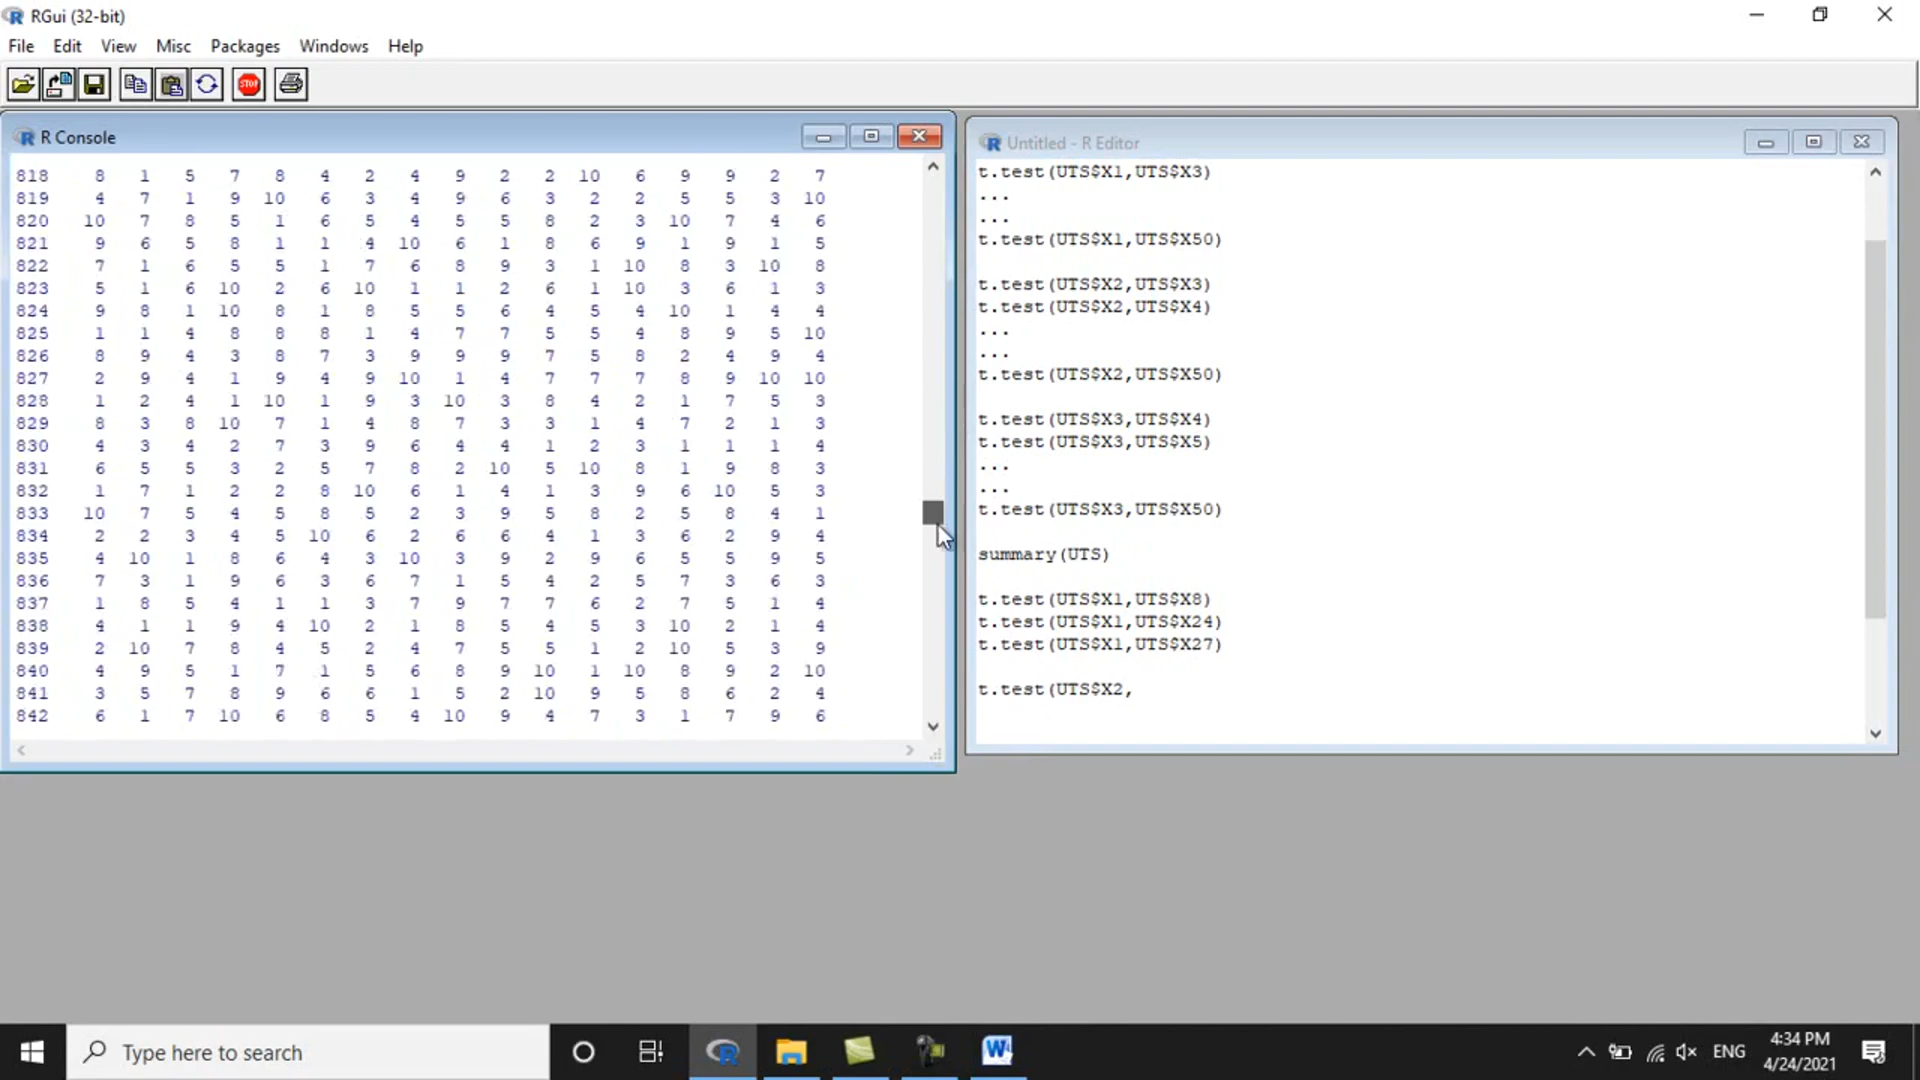 RGui (32-bit)
File Edit View Misc Packages Windows Help
STOP
R Console
818 8 1 5 7 8 4 2 4 9 2 2 10 6 9 9 2 7
819 4 7 1 9 10 6 3 4 9 6 3 2 2 5 5 3 10
820 10 7 8 5 1 6 5 4 5 5 8 2 3 10 7 4 6
821 9 6 5 8 1 1 4 10 6 1 8 6 9 1 9 1 5
822 7 1 6 5 5 1 7 6 8 9 3 1 10 8 3 10 8
823 5 1 6 10 2 6 10 1 1 2 6 1 10 3 6 1 3
824 9 8 1 10 8 1 8 5 5 6 4 5 4 10 1 4 4
825 1 1 4 8 8 8 1 4 7 7 5 5 4 8 9 5 10
826 8 9 4 3 8 7 3 9 9 9 7 5 8 2 4 9 4
827 2 9 4 1 9 4 9 10 1 4 7 7 7 8 9 10 10
828 1 2 4 1 10 1 9 3 10 3 8 4 2 1 7 5 3
829 8 3 8 10 7 1 4 8 7 3 3 1 4 7 2 1 3
830 4 3 4 2 7 3 9 6 4 4 1 2 3 1 1 1 4
831 6 5 5 3 2 5 7 8 2 10 5 10 8 1 9 8 3
832 1 7 1 2 2 8 10 6 1 4 1 3 9 6 10 5 3
833 10 7 5 4 5 8 5 2 3 9 5 8 2 5 8 4 1
834 2 2 3 4 5 10 6 2 6 6 4 1 3 6 2 9 4
835 4 10 1 8 6 4 3 10 3 9 2 9 6 5 5 9 5
836 7 3 1 9 6 3 6 7 1 5 4 2 5 7 3 6 3
837 1 8 5 4 1 1 3 7 9 7 7 6 2 7 5 1 4
838 4 1 1 9 4 10 2 1 8 5 4 5 3 10 2 1 4
839 2 10 7 8 4 5 2 4 7 5 5 1 2 10 5 3 9
840 4 9 5 1 7 1 5 6 8 9 10 1 10 8 9 2 10
841 3 5 7 8 9 6 6 1 5 2 10 9 5 8 6 2 4
842 6 1 7 10 6 8 5 4 10 9 4 7 3 1 7 9 6
Untitled - R Editor
t.test(UTS$X1,UTS$X3)
...
...
t.test(UTS$X1,UTS$X50)
t.test(UTS$X2,UTS$X3)
t.test(UTS$X2,UTS$X4)
...
...
t.test(UTS$X2,UTS$X50)
t.test(UTS$X3,UTS$X4)
t.test(UTS$X3,UTS$X5)
...
...
t.test(UTS$X3,UTS$X50)
summary(UTS)
t.test(UTS$X1,UTS$X8)
t.test(UTS$X1,UTS$X24)
t.test(UTS$X1,UTS$X27)
t.test(UTS$X2,
Type here to search
ENG
4:34 PM
4/24/2021